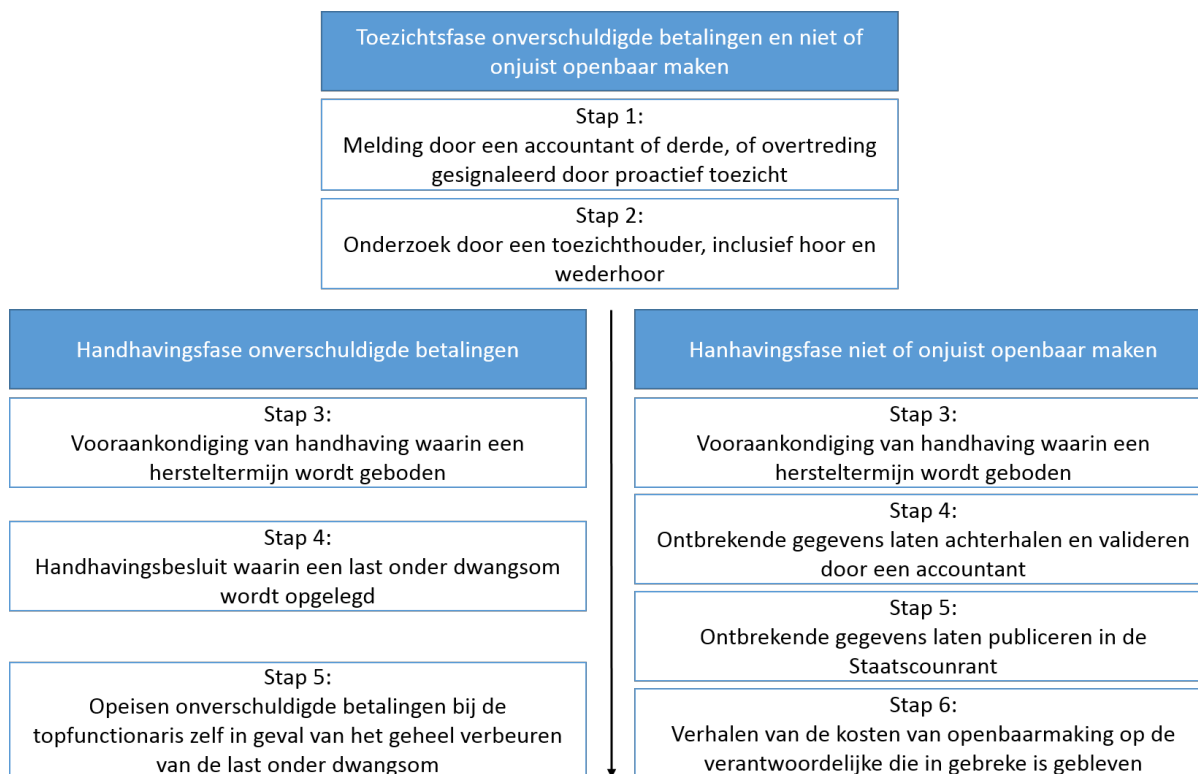 Toezichtsfase onverschuldigde betalingen en niet of
onjuist openbaar maken
Stap 1:
Melding door een accountant of derde, of overtreding
gesignaleerd door proactief toezicht
Stap 2:
Onderzoek door een toezichthouder, inclusief hoor en
wederhoor
Handhavingsfase onverschuldigde betalingen
Stap 3:
Vooraankondiging van handhaving waarin een
hersteltermijn wordt geboden
Stap 4:
Handhavingsbesluit waarin een last onder dwangsom
wordt opgelegd
Stap 5:
Opeisen onverschuldigde betalingen bij de
topfunctionaris zelf in geval van het geheel verbeuren
van de last onder dwangsom
Hanhavingsfase niet of onjuist openbaar maken
Stap 3:
Vooraankondiging van handhaving waarin een
hersteltermijn wordt geboden
Stap 4:
Ontbrekende gegevens laten achterhalen en valideren
door een accountant
Stap 5:
Ontbrekende gegevens laten publiceren in de
Staatscounrant
Stap 6:
Verhalen van de kosten van openbaarmaking op de
verantwoordelijke die in gebreke is gebleven